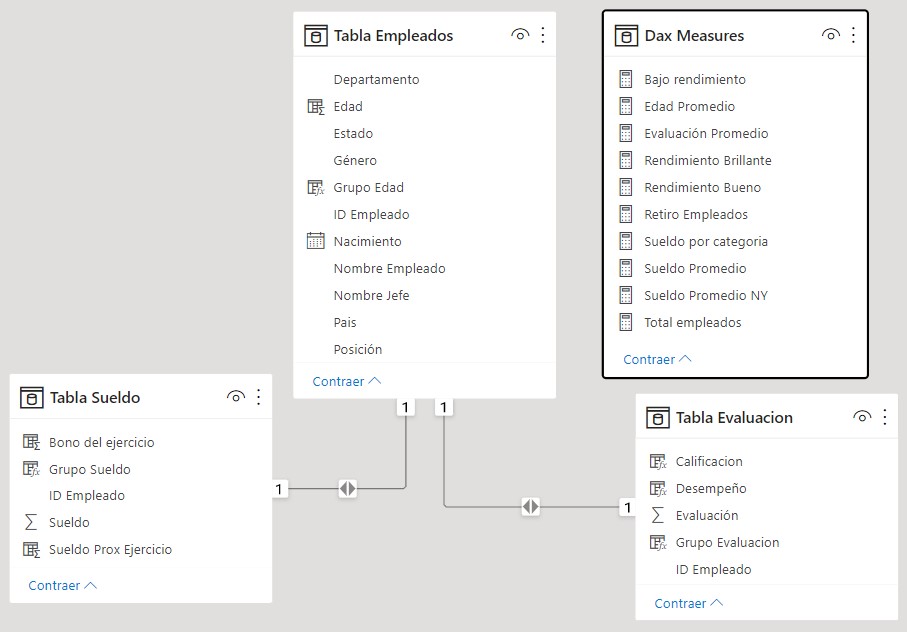 Tabla Empleados
Departamento
Edad
Estado
Género
Grupo Edad
ID Empleado
Nacimiento
Nombre Empleado
Nombre Jefe
Pais
Posición
Contraer
Dax Measures
Bajo rendimiento
Edad Promedio
Evaluación Promedio
Rendimiento Brillante
Rendimiento Bueno
Retiro Empleados
Sueldo por categoria
Sueldo Promedio
Sueldo Promedio NY
Total empleados
Contraer
1
1
Tabla Sueldo
Bono del ejercicio
Grupo Sueldo
ID Empleado
Sueldo
Sueldo Prox Ejercicio
Contraer
1
1
Tabla Evaluacion
Calificacion
Desempeño
Evaluación
Grupo Evaluacion
ID Empleado
Contraer